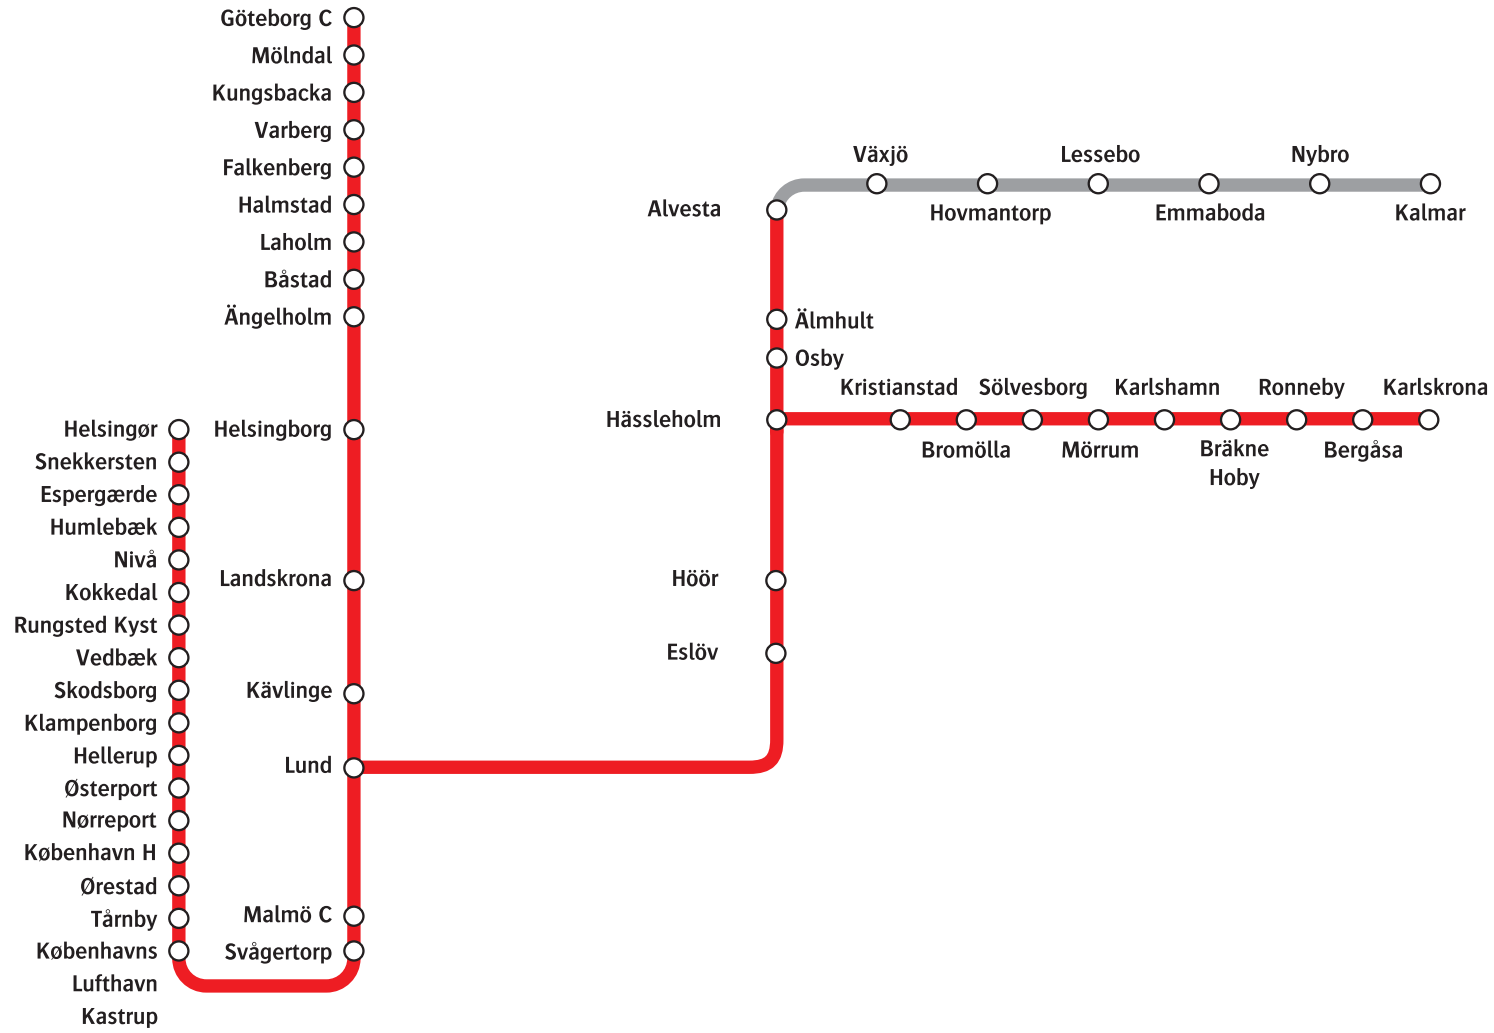 Göteborg C
Mölndal
Kungsbacka
Varberg
Falkenberg
Halmstad
Laholm
Båstad
Ängelholm
Helsingborg
Landskrona
Kävlinge
Lund
Malmö C
Svågertorp
Helsingør
Snekkersten
Espergærde
Humlebæk
Nivå
Kokkedal
Rungsted Kyst
Vedbæk
Skodsborg
Klampenborg
Hellerup
Østerport
Nørreport
København H
Ørestad
Tårnby
Københavns
Lufthavn
Kastrup
Alvesta
Älmhult
Osby
Hässleholm
Höör
Eslöv
Växjö
Hovmantorp
Lessebo
Emmaboda
Nybro
Kalmar
Kristianstad
Bromölla
Sölvesborg
Mörrum
Karlshamn
Bräkne
Hoby
Ronneby
Bergåsa
Karlskrona